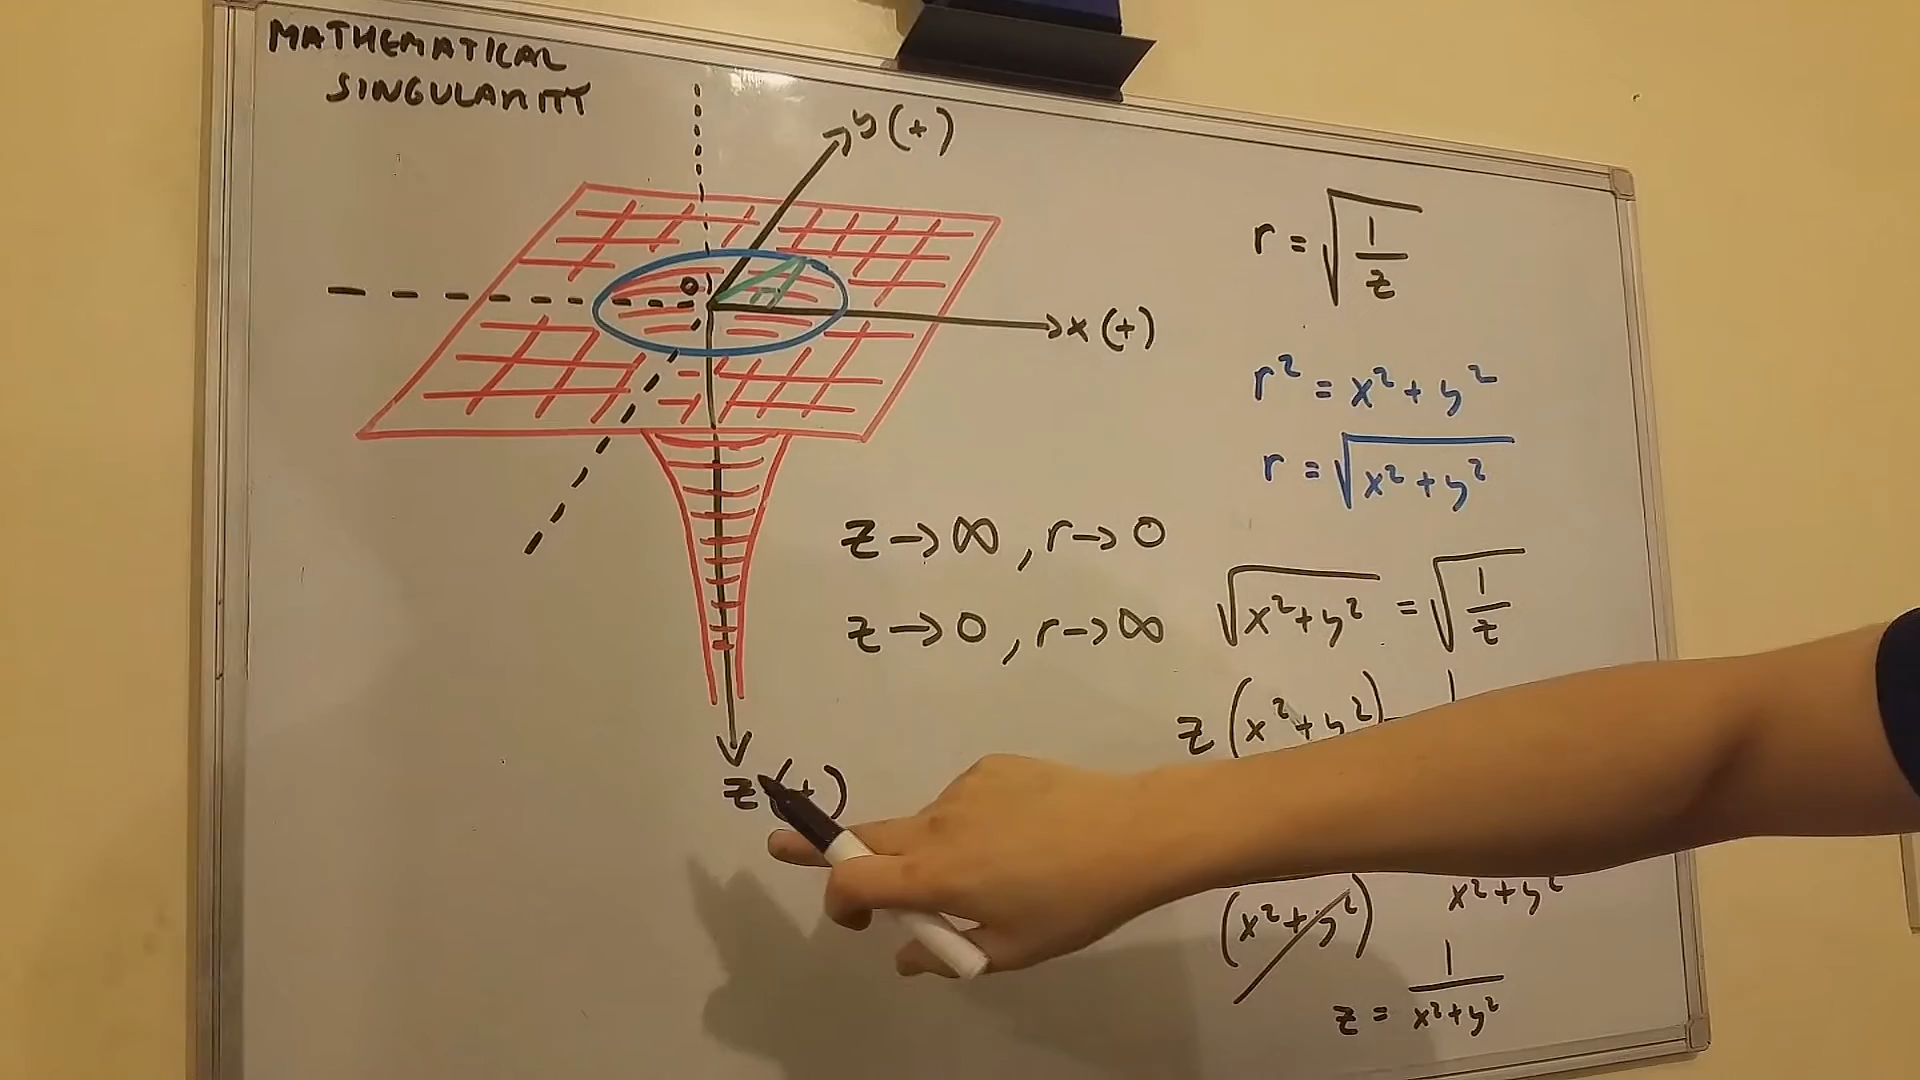 MATHEMATICAL
SINGULARITY
y (+)
O
x (+)
z (+)
z → ∞ , r → 0
z → 0 , r → ∞
r = √(1/z)
r² = x² + y²
r = √(x² + y²)
√(x² + y²) = √(1/z)
z (x² + y²)
(x² + y²) x² + y²
z = 1/(x² + y²)